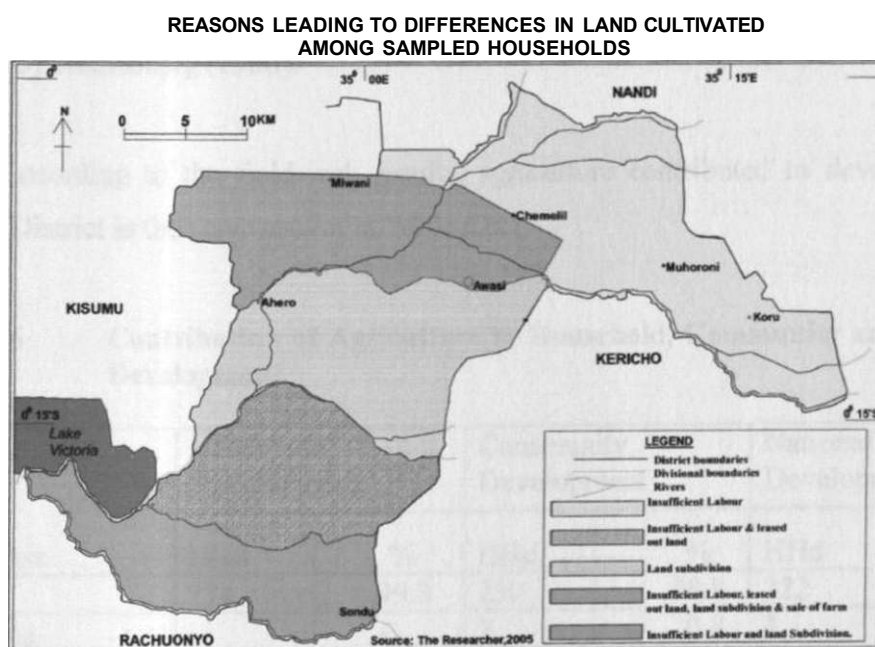 REASONS LEADING TO DIFFERENCES IN LAND CULTIVATED
AMONG SAMPLED HOUSEHOLDS
0°
35° 00E
35° 15'E
NANDI
N
0 5 10KM
Miwani
Chemelil
Muhoroni
KISUMU
Ahero
Awasi
Koru
KERICHO
0° 15'S
0° 15'S
Lake
Victoria
LEGEND
District boundaries
Divisional boundaries
Rivers
Insufficient Labour
Insufficient Labour & leased
out land
Land subdivision
Insufficient Labour, leased
out land, land subdivision & sale of farm
Insufficient Labour and land Subdivision.
Sondu
RACHUONYO
Source: The Researcher,2005